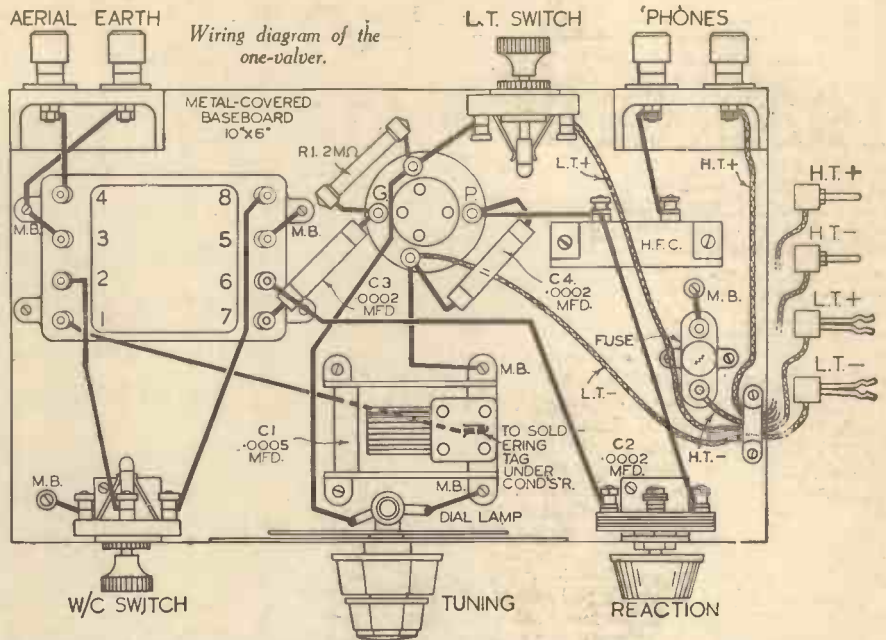 AERIAL EARTH
Wiring diagram of the
one-valver.
L.T. SWITCH
'PHONES
METAL-COVERED
BASEBOARD
10"x6"
R1. 2MΩ
L.T.+
H.T.+
H.T.+
4
8
G
P
M.B.
3
5
M.B.
H.F.C.
H.T.-
2
6
C3
.0002
MFD
C4.
.0002
MFD.
M.B.
1
7
FUSE
L.T.+
M.B.
L.T.-
L.T.-
C1
.0005
MFD.
TO SOLD
ERING
TAG
UNDER
COND'S'R.
C2
.0002
MFD.
H.T.-
M.B.
M.B.
DIAL LAMP
W/C SWITCH
TUNING
REACTION